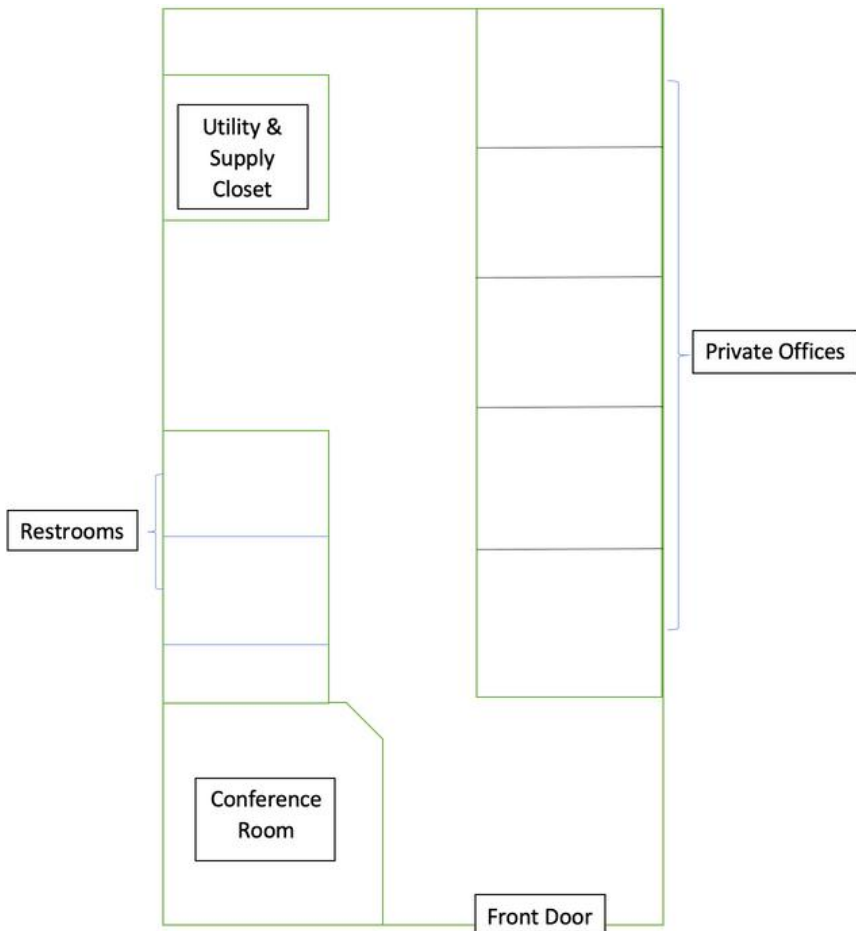 Utility &
Supply
Closet
Private Offices
Restrooms
Conference
Room
Front Door